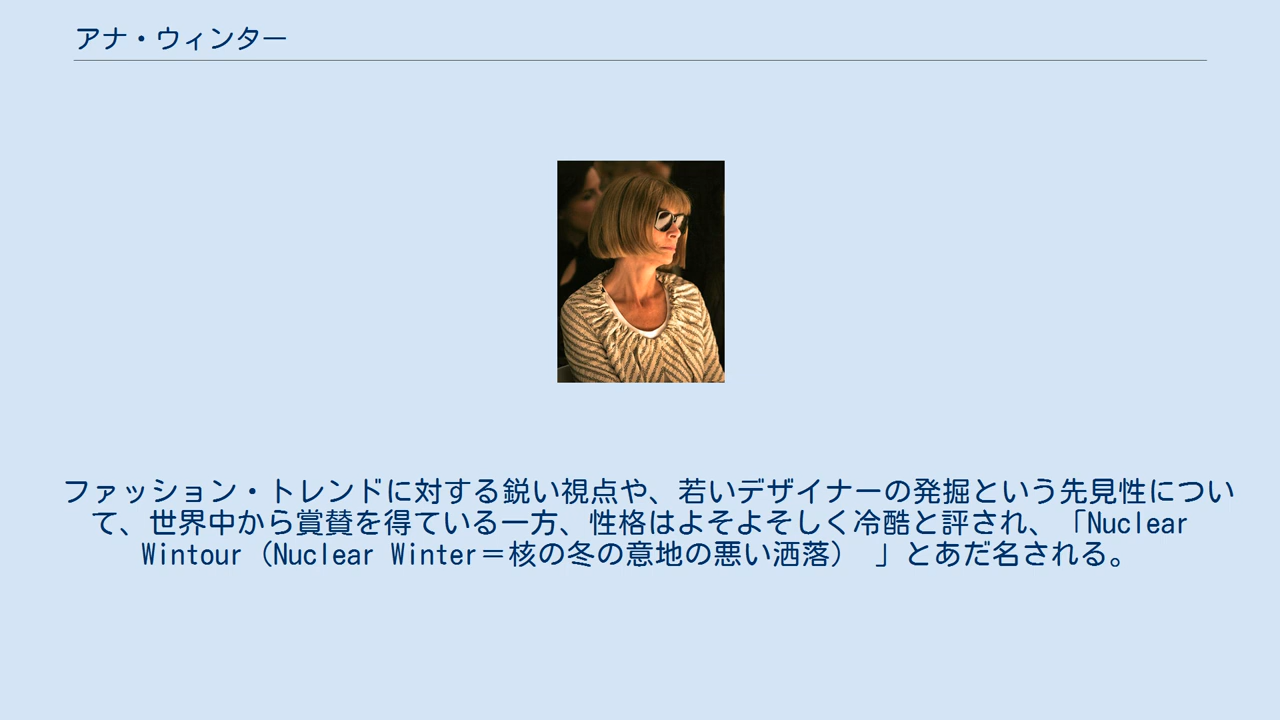 アナ・ウィンター
ファッション・トレンドに対する鋭い視点や、若いデザイナーの発掘という先見性につい
て、世界中から賞賛を得ている一方、性格はよそよそしく冷酷と評され、「Nuclear
Wintour（Nuclear Winter＝核の冬の意地の悪い洒落） 」とあだ名される。